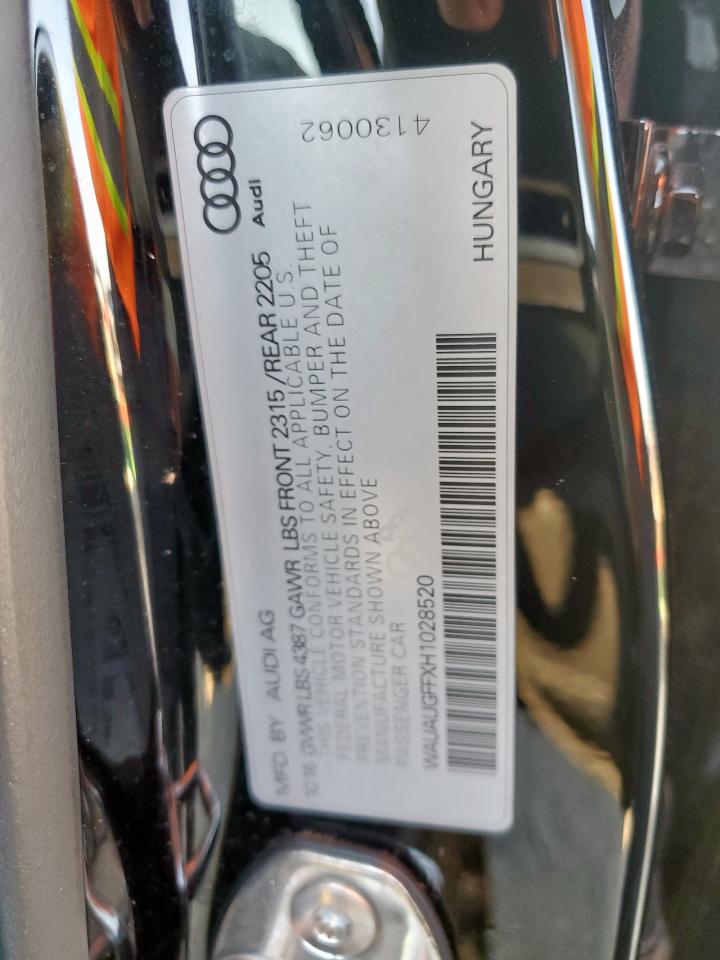 MFD BY AUDI AG
10 16 GVWR LBS 4387 GAWR LBS FRONT 2315/REAR 2205
THIS VEHICLE CONFORMS TO ALL APPLICABLE U.S.
FEDERAL MOTOR VEHICLE SAFETY, BUMPER AND THEFT
PREVENTION STANDARDS IN EFFECT ON THE DATE OF
MANUFACTURE SHOWN ABOVE
PASSENGER CAR
WAUAUGFFXH1028520
Audi
4130062
HUNGARY